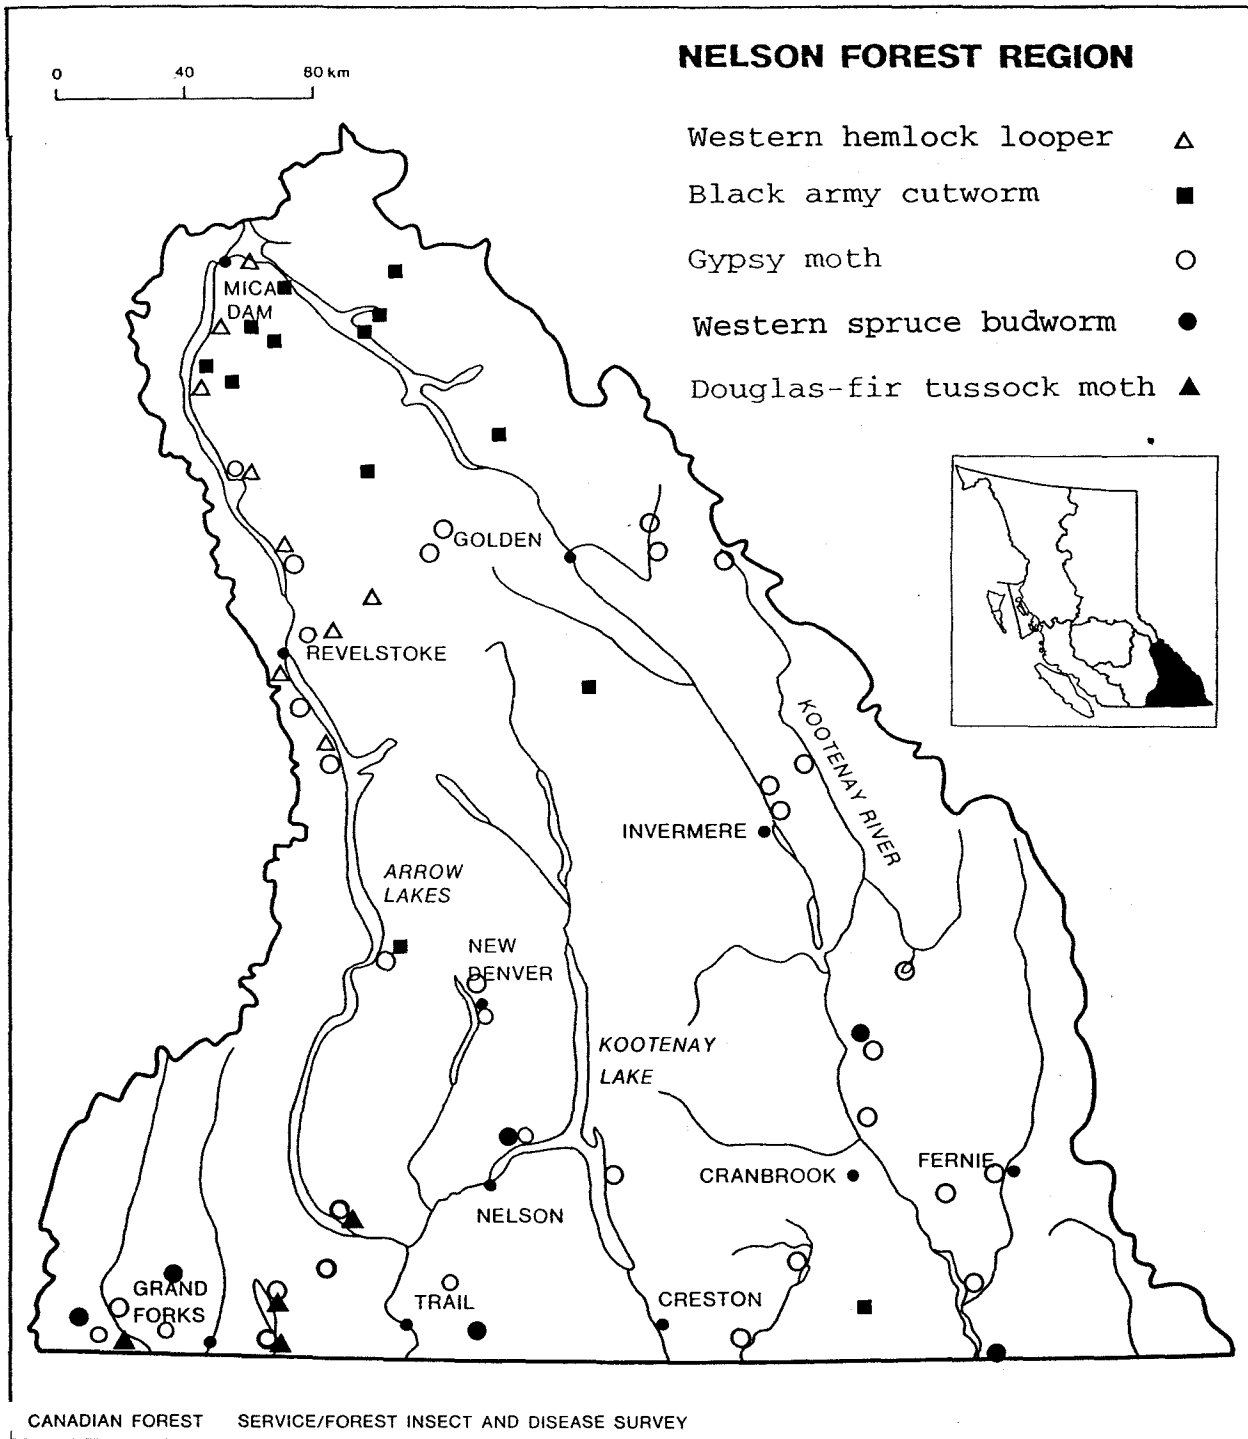 NELSON FOREST REGION
0 40 80 km
Western hemlock looper
Black army cutworm
Gypsy moth
Western spruce budworm
Douglas-fir tussock moth
MICA
DAM
GOLDEN
REVELSTOKE
KOOTENAY RIVER
INVERMERE
ARROW
LAKES
NEW
DENVER
KOOTENAY
LAKE
CRANBROOK
FERNIE
NELSON
GRAND
FORKS
TRAIL
CRESTON
CANADIAN FOREST SERVICE/FOREST INSECT AND DISEASE SURVEY